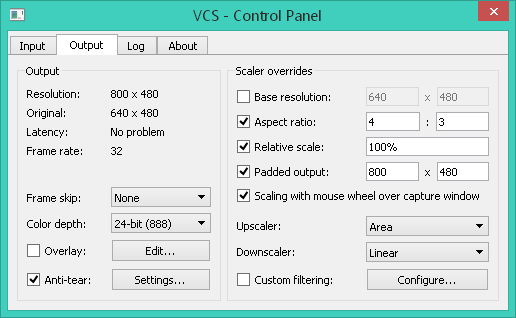 VCS - Control Panel
Input Output Log About
Output
Resolution: 800 x 480
Original: 640 x 480
Latency: No problem
Frame rate: 32
Frame skip: None
Color depth: 24-bit (888)
Overlay: Edit...
Anti-tear: Settings...
Scaler overrides
Base resolution: 640 x 480
Aspect ratio: 4 : 3
Relative scale: 100%
Padded output: 800 x 480
Scaling with mouse wheel over capture window
Upscaler: Area
Downscaler: Linear
Custom filtering: Configure...